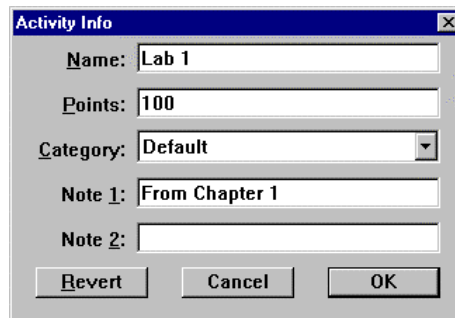 Activity Info
Name: Lab 1
Points: 100
Category: Default
Note 1: From Chapter 1
Note 2:
Revert Cancel OK